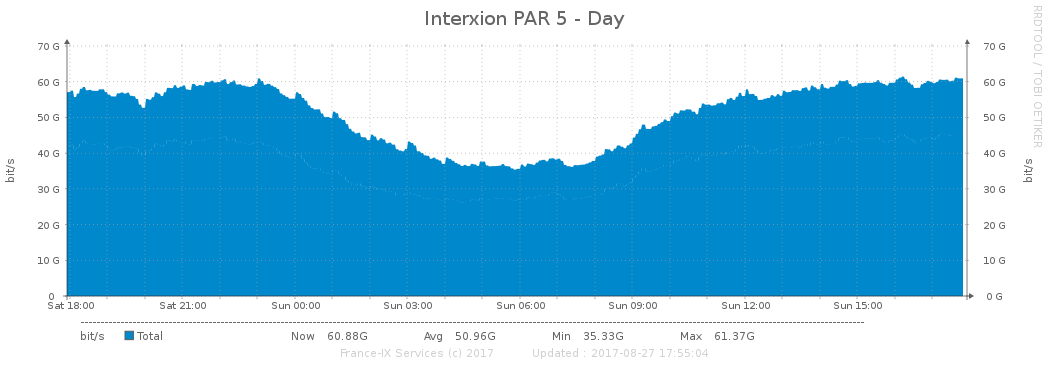 Interxion PAR 5 - Day
RRDTOOL / TOBI OETIKER
bit/s
bit/s
70 G 70 G
60 G 60 G
50 G 50 G
40 G 40 G
30 G 30 G
20 G 20 G
10 G 10 G
0 0 G
Sat 18:00 Sat 21:00 Sun 00:00 Sun 03:00 Sun 06:00 Sun 09:00 Sun 12:00 Sun 15:00
bit/s Total Now 60.88G Avg 50.96G Min 35.33G Max 61.37G
France-IX Services (c) 2017 Updated : 2017-08-27 17:55:04